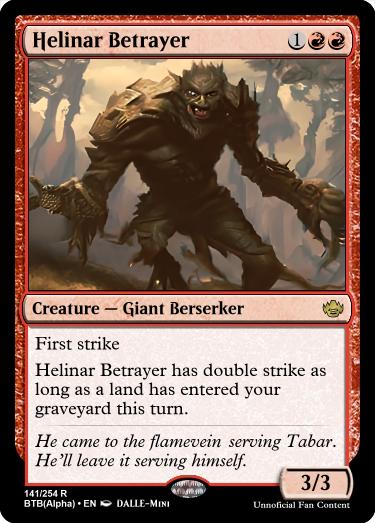 Helinar Betrayer 1
Creature — Giant Berserker
First strike
Helinar Betrayer has double strike as
long as a land has entered your
graveyard this turn.
He came to the flamevein serving Tabar.
He'll leave it serving himself.
3/3
141/254 R
BTB(Alpha) • EN DALLE-Mini
Unofficial Fan Content